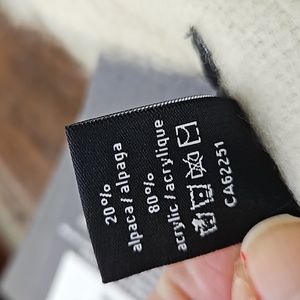 20%
alpaca / alpaga
80%
acrylic / acrylique
CA62251